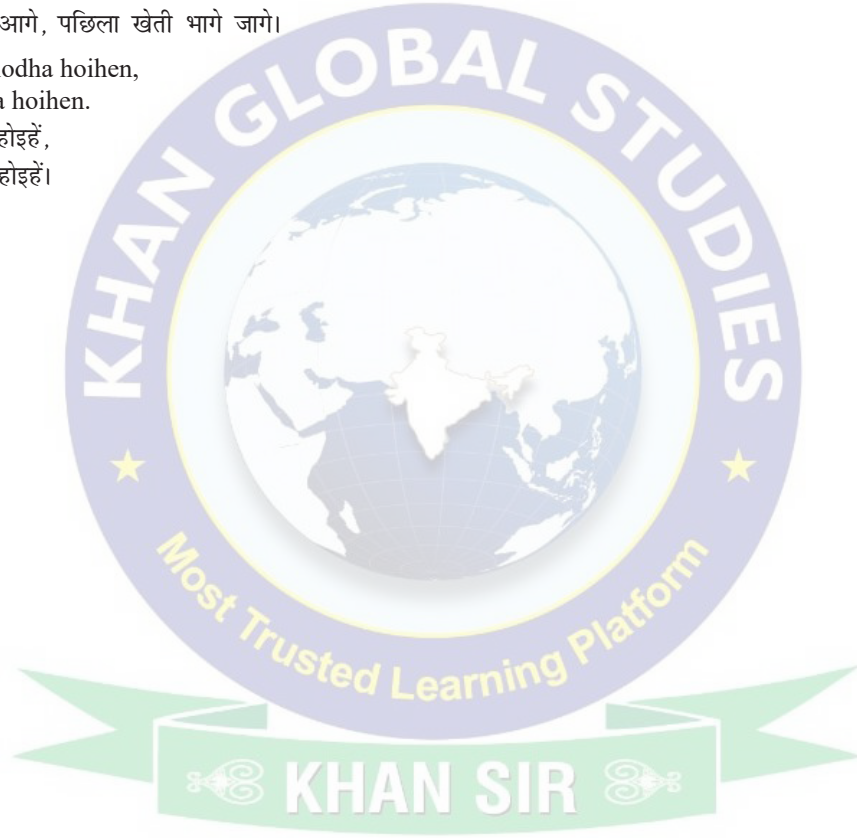 आगे, पछिला खेती भागे जागे।
odha hoihen,
a hoihen.
होइहें,
होइहें।
KHAN GLOBAL STUDIES
Most Trusted Learning Platform
KHAN SIR